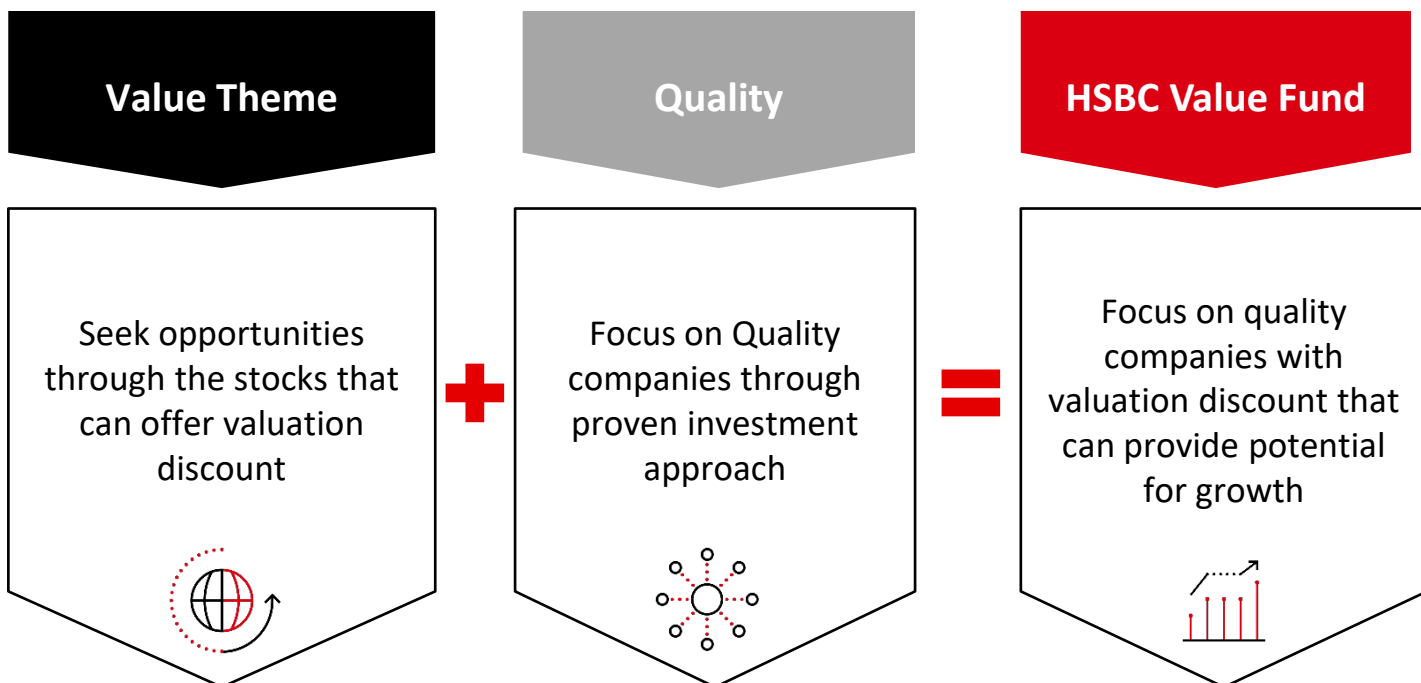 Value Theme
Seek opportunities
through the stocks that
can offer valuation
discount
Quality
Focus on Quality
companies through
proven investment
approach
HSBC Value Fund
Focus on quality
companies with
valuation discount that
can provide potential
for growth